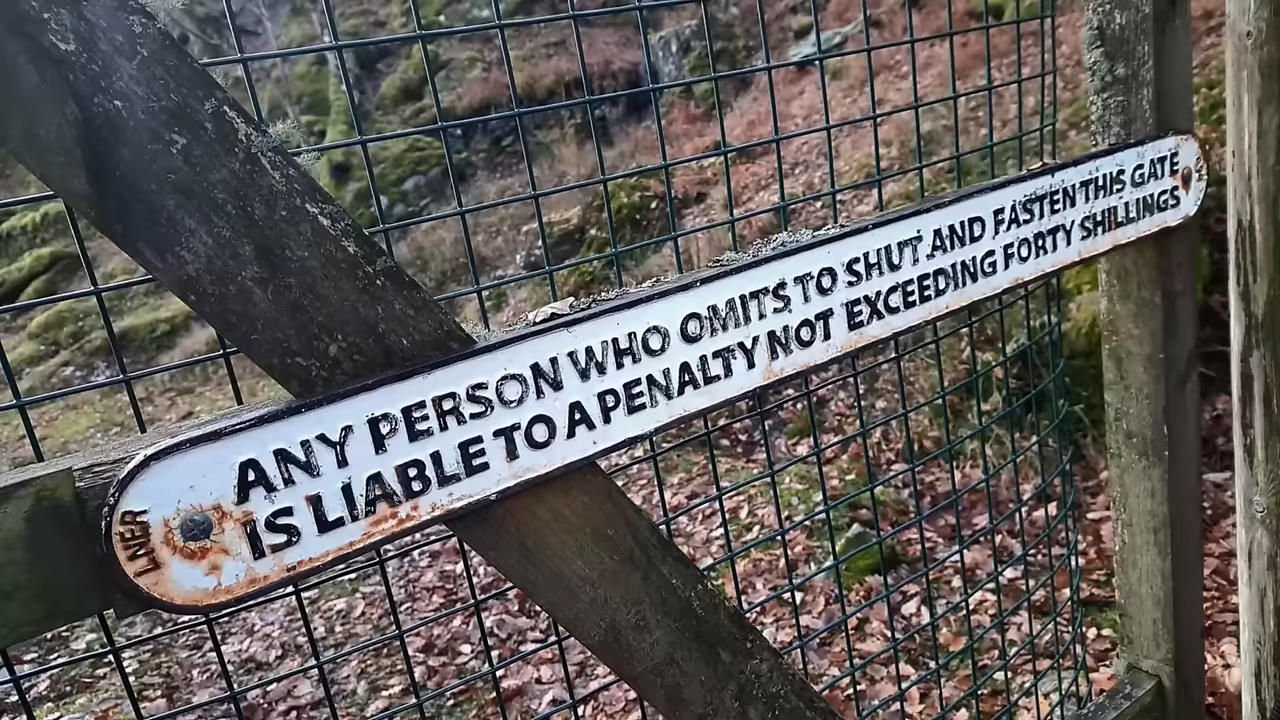 ANY PERSON WHO OMITS TO SHUT AND FASTEN THIS GATE
IS LIABLE TO A PENALTY NOT EXCEEDING FORTY SHILLINGS
LNER